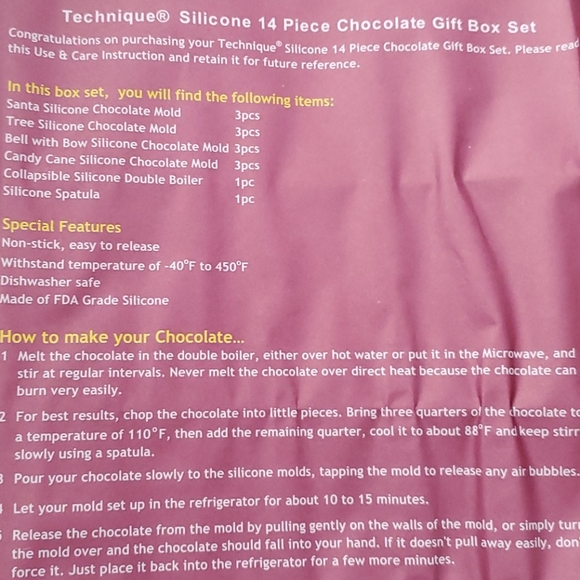 Technique® Silicone 14 Piece Chocolate Gift Box Set
Congratulations on purchasing your Technique® Silicone 14 Piece Chocolate Gift Box Set. Please read
this Use & Care Instruction and retain it for future reference.
In this box set, you will find the following items:
Santa Silicone Chocolate Mold 3pcs
Tree Silicone Chocolate Mold 3pcs
Bell with Bow Silicone Chocolate Mold 3pcs
Candy Cane Silicone Chocolate Mold 3pcs
Collapsible Silicone Double Boiler 1pc
Silicone Spatula 1pc
Special Features
Non-stick, easy to release
Withstand temperature of -40°F to 450°F
Dishwasher safe
Made of FDA Grade Silicone
How to make your Chocolate...
1 Melt the chocolate in the double boiler, either over hot water or put it in the Microwave, and
stir at regular intervals. Never melt the chocolate over direct heat because the chocolate can
burn very easily.
2 For best results, chop the chocolate into little pieces. Bring three quarters of the chocolate to
a temperature of 110°F, then add the remaining quarter, cool it to about 88°F and keep stirr
slowly using a spatula.
3 Pour your chocolate slowly to the silicone molds, tapping the mold to release any air bubbles.
Let your mold set up in the refrigerator for about 10 to 15 minutes.
Release the chocolate from the mold by pulling gently on the walls of the mold, or simply turn
the mold over and the chocolate should fall into your hand. If it doesn't pull away easily, don'
force it. Just place it back into the refrigerator for a few more minutes.